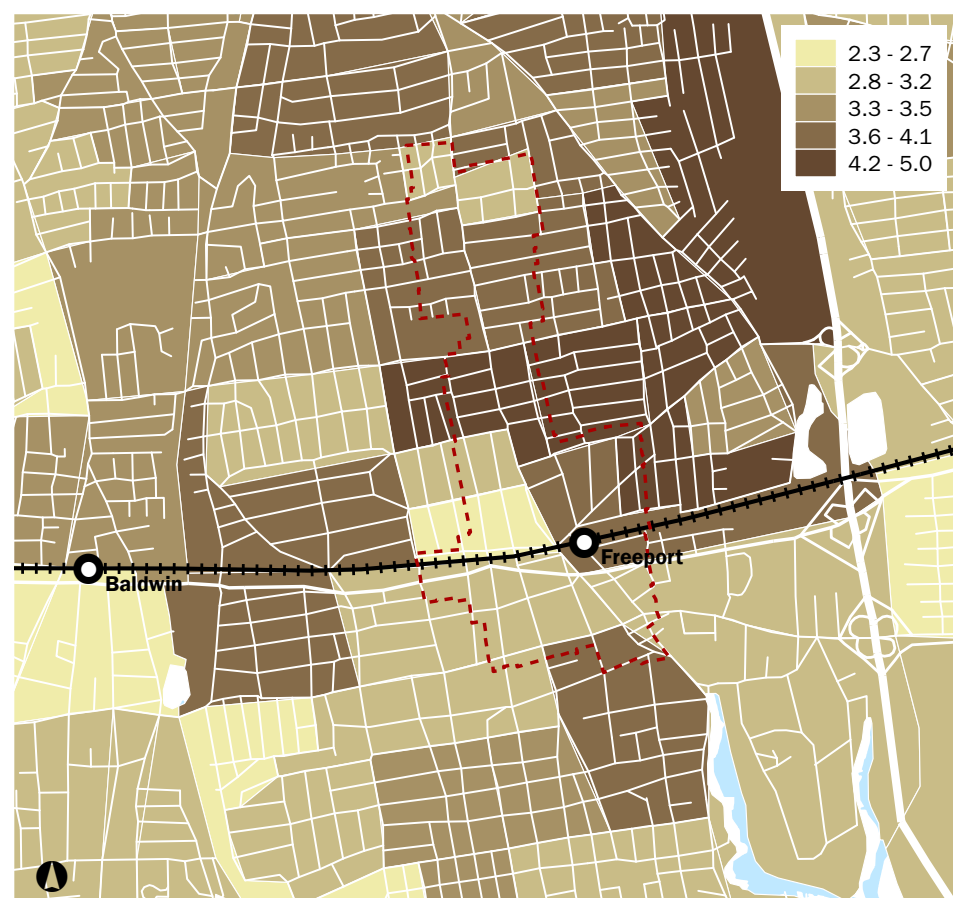 2.3 - 2.7
2.8 - 3.2
3.3 - 3.5
3.6 - 4.1
4.2 - 5.0
Freeport
Baldwin